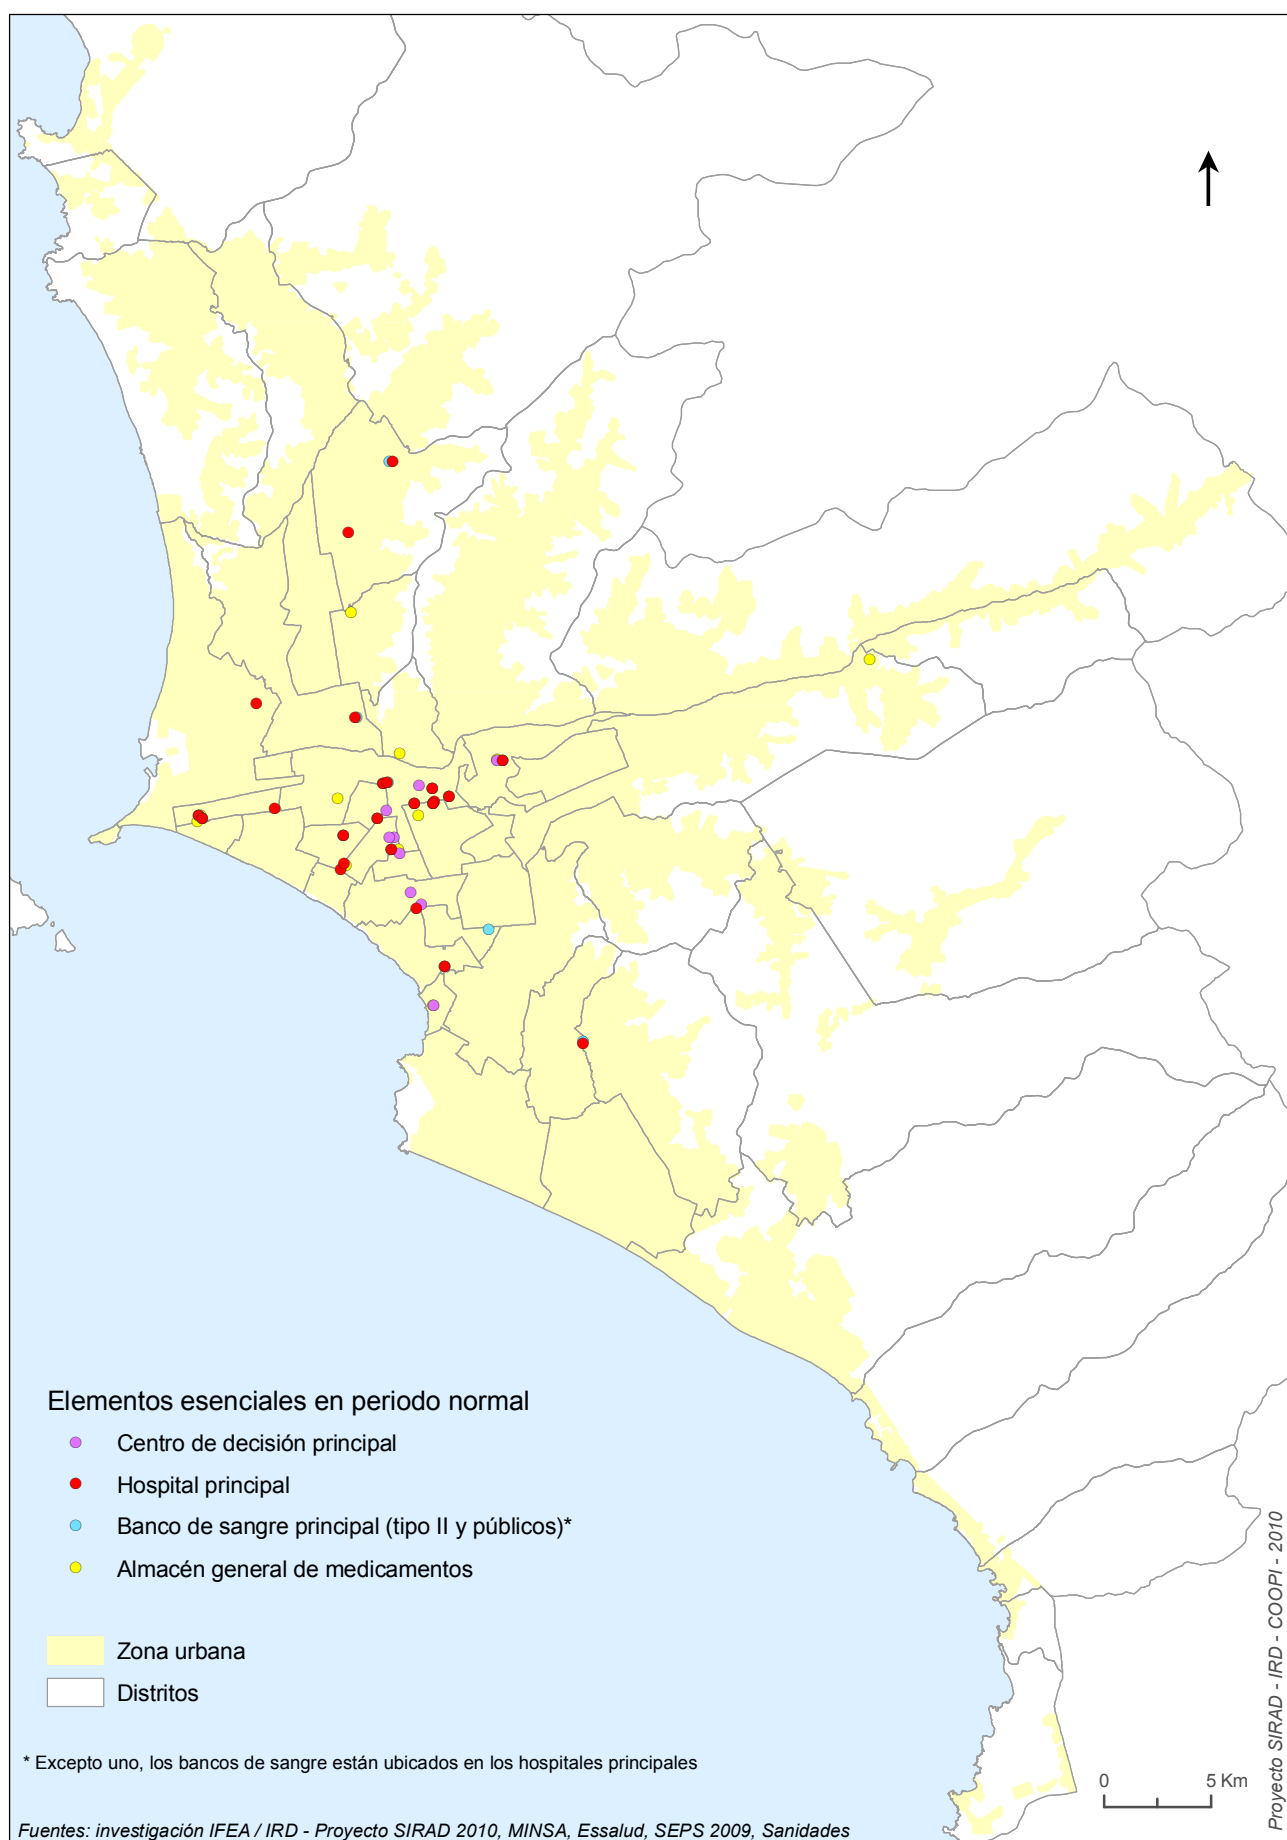 Elementos esenciales en periodo normal
Centro de decisión principal
Hospital principal
Banco de sangre principal (tipo II y públicos)*
Almacén general de medicamentos
Zona urbana
Distritos
* Excepto uno, los bancos de sangre están ubicados en los hospitales principales
0 5 Km
Fuentes: investigación IFEA / IRD - Proyecto SIRAD 2010, MINSA, Essalud, SEPS 2009, Sanidades
Proyecto SIRAD - IRD - COOPI - 2010